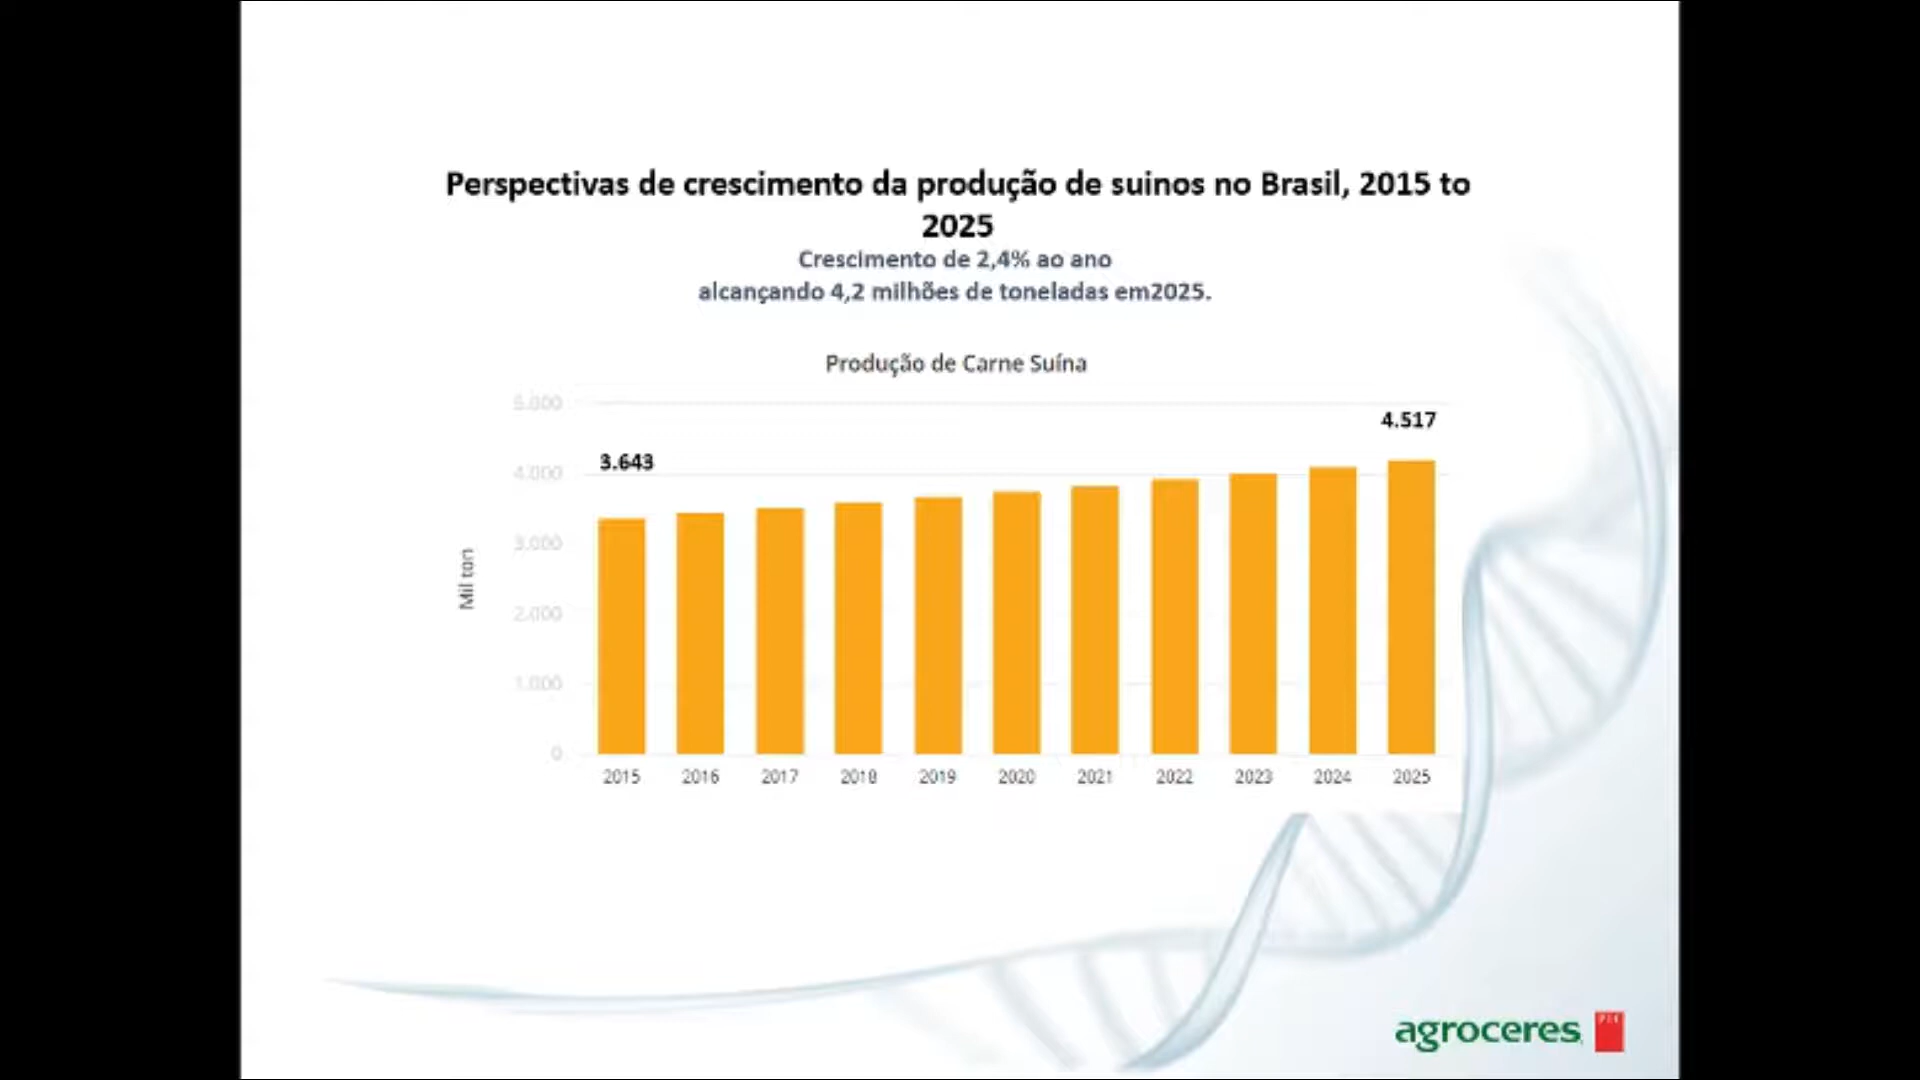 Perspectivas de crescimento da produção de suinos no Brasil, 2015 to
2025
Crescimento de 2,4% ao ano
alcançando 4,2 milhões de toneladas em2025.
Produção de Carne Suína
5.000
4.517
3.643
4.000
3.000
Mil ton
2.000
1.000
0
2015 2016 2017 2018 2019 2020 2021 2022 2023 2024 2025
agroceres PIC